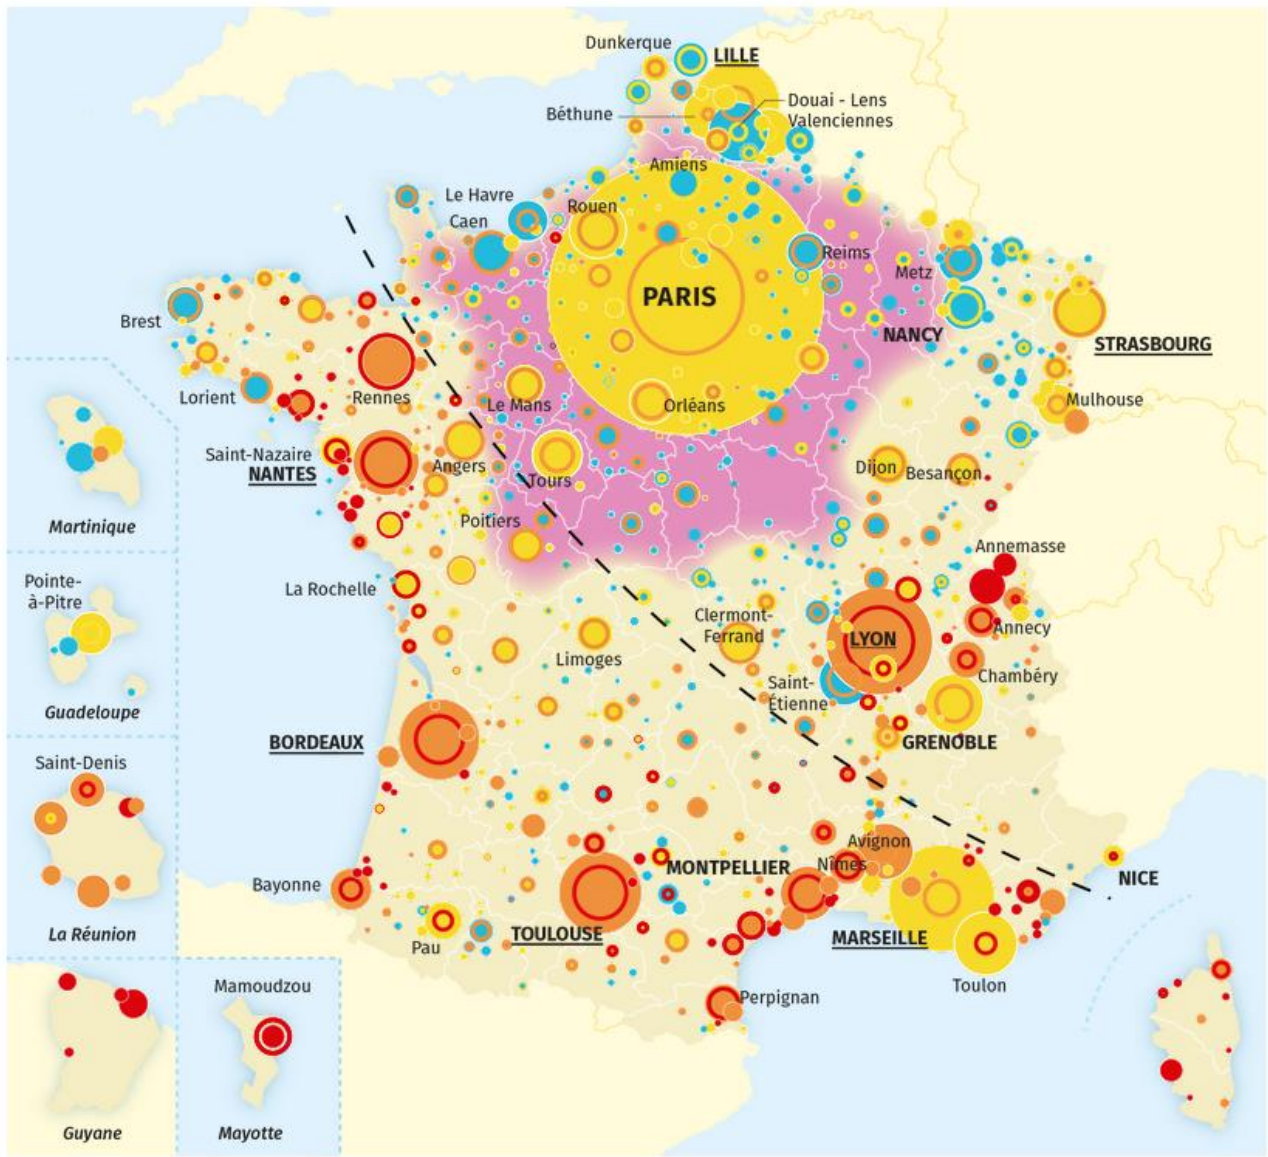 Dunkerque
LILLE
Béthune
Douai - Lens
Valenciennes
Amiens
Le Havre
Rouen
Caen
Reims
Metz
PARIS
Brest
NANCY
STRASBOURG
Lorient
Rennes
Le Mans
Orléans
Mulhouse
Saint-Nazaire
NANTES
Angers
Tours
Dijon
Besançon
Poitiers
Martinique
Annemasse
Pointe-
à-Pitre
La Rochelle
Clermont-
Ferrand
LYON
Annecy
Limoges
Chambéry
Saint-
Étienne
Guadeloupe
BORDEAUX
GRENOBLE
Saint-Denis
Avignon
Nîmes
MONTPELLIER
NICE
Bayonne
La Réunion
Pau
TOULOUSE
MARSEILLE
Toulon
Mamoudzou
Perpignan
Guyane
Mayotte